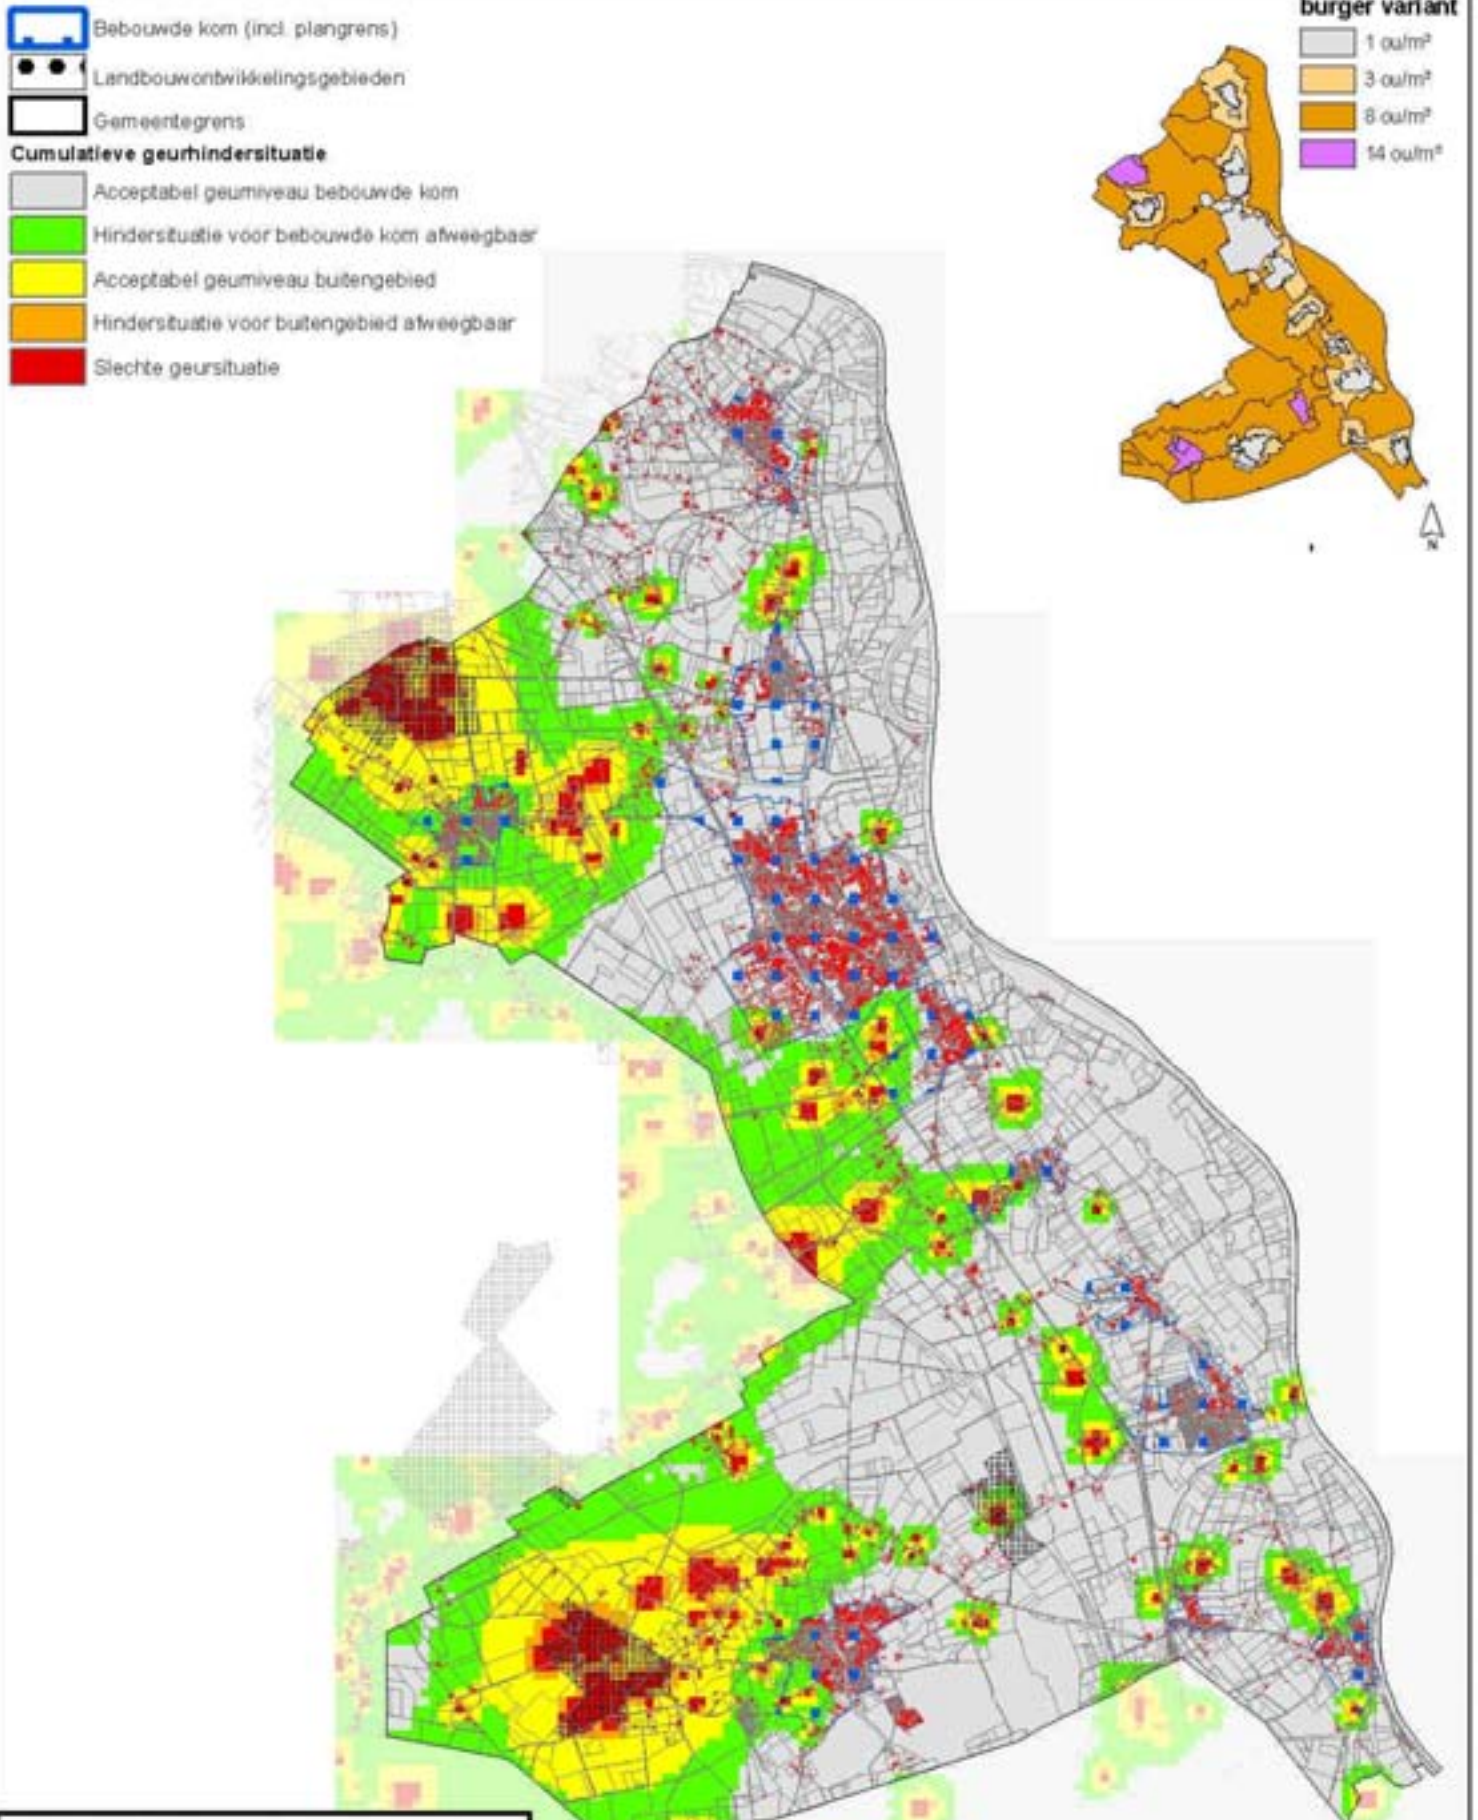 Bebouwde kom (incl. plangrens)
Landbouwontwikkelingsgebieden
Gemeentegrens
Cumulatieve geurhindersituatie
Acceptabel geurniveau bebouwde kom
Hindersituatie voor bebouwde kom afweegbaar
Acceptabel geurniveau buitengebied
Hindersituatie voor buitengebied afweegbaar
Slechte geursituatie
burger variant
1 ou/m³
3 ou/m³
8 ou/m³
14 ou/m³
N